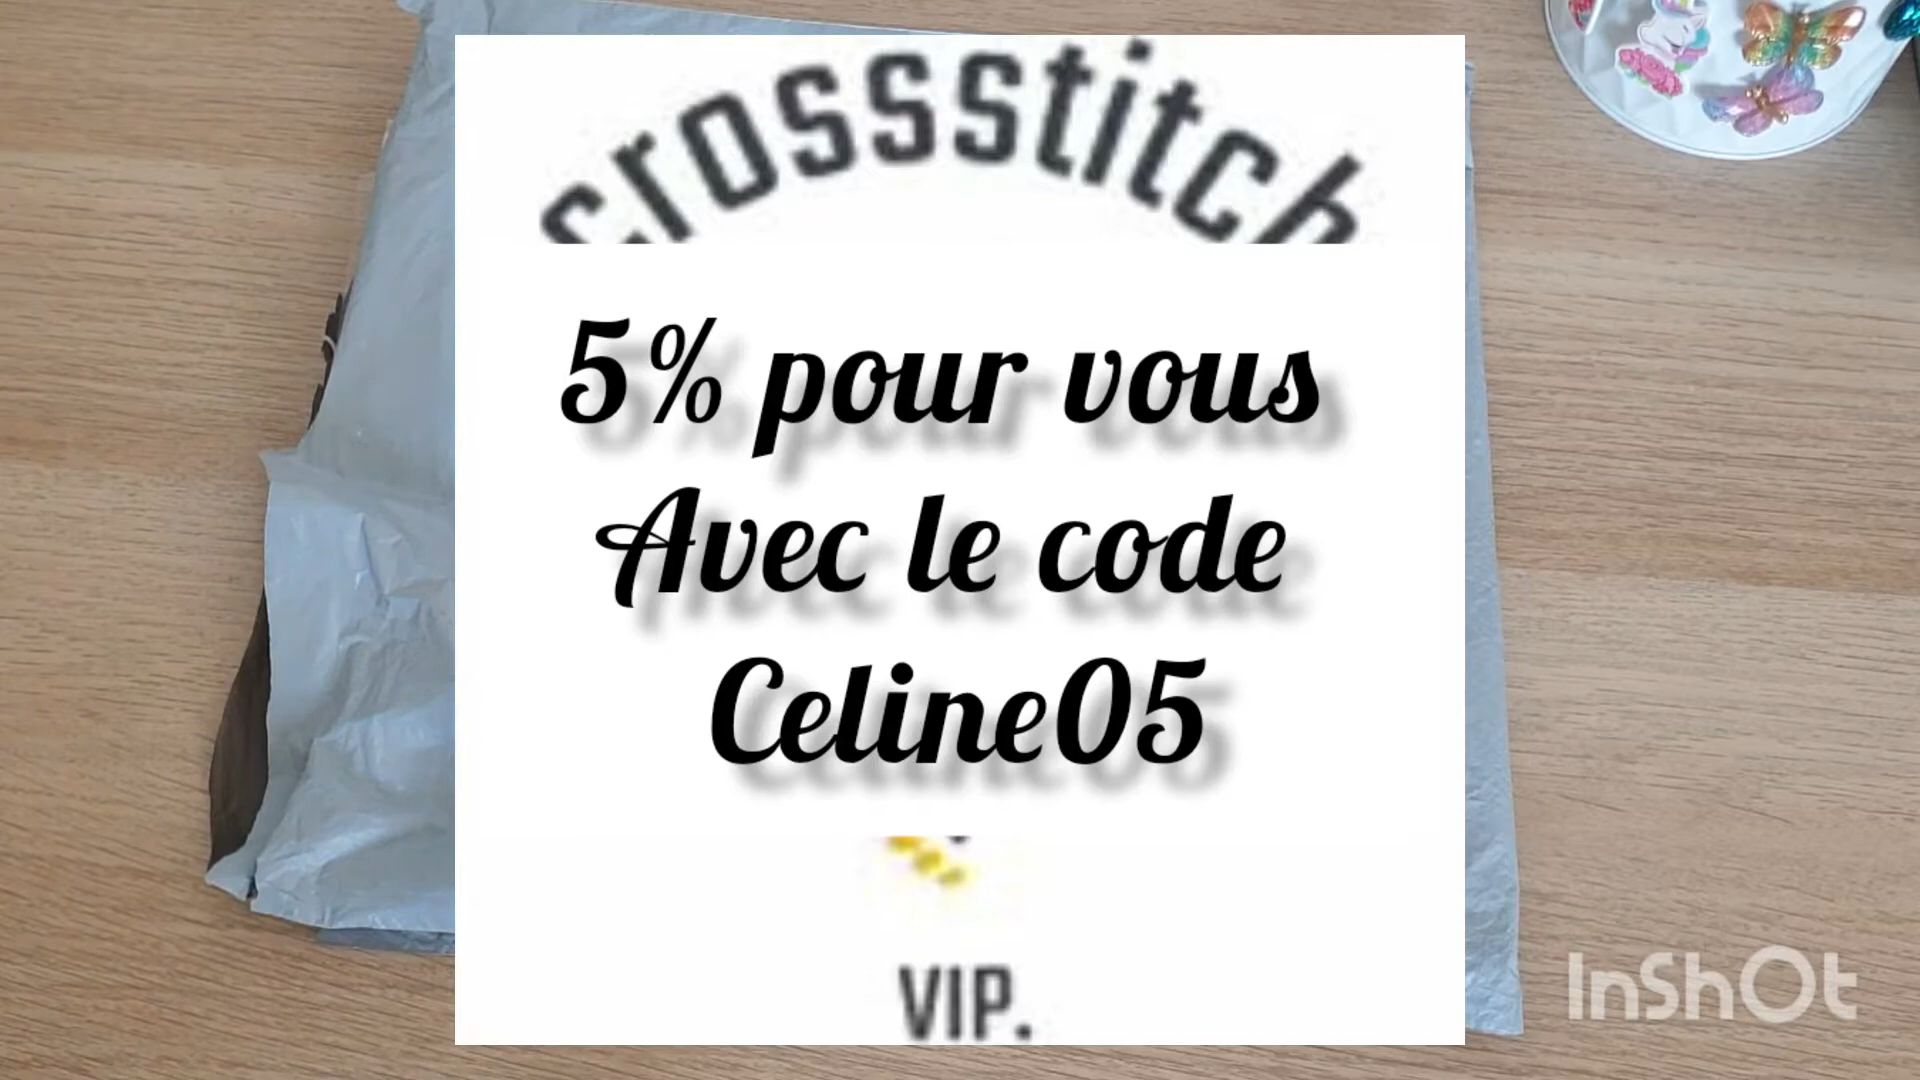 crossstitch
5% pour vous
Avec le code
Celine05
VIP.
InShOt